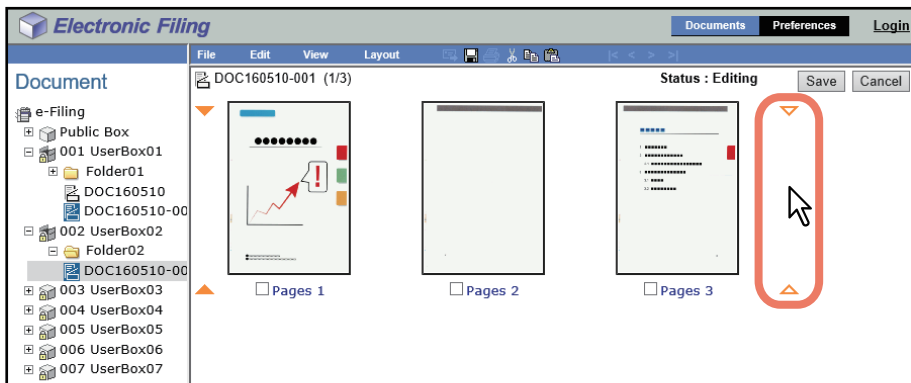 Electronic Filing
Documents Preferences Login
File Edit View Layout
Document
DOC160510-001 (1/3) Status : Editing Save Cancel
e-Filing
Public Box
001 UserBox01
Folder01
DOC160510
DOC160510-00
002 UserBox02
Folder02
DOC160510-00
003 UserBox03
004 UserBox04
005 UserBox05
006 UserBox06
007 UserBox07
!
Pages 1 Pages 2 Pages 3